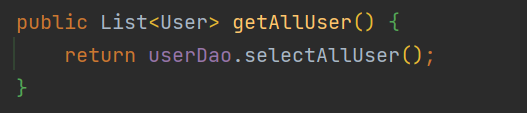 public List<User> getAllUser() {
    return userDao.selectAllUser();
}